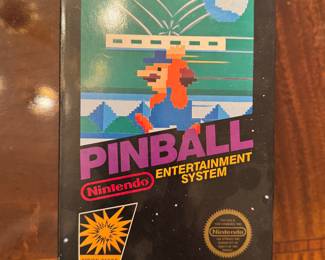 PINBALL
Nintendo
ENTERTAINMENT
SYSTEM
Nintendo